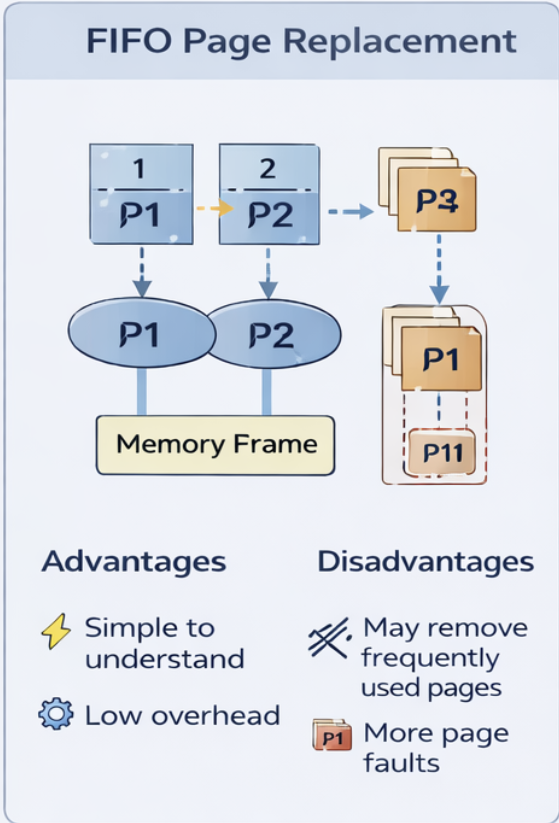 FIFO Page Replacement
1
2
P1
P2
P1
P2
P1
P11
Memory Frame
Advantages
Disadvantages
Simple to
understand
Low overhead
May remove
frequently
used pages
P1
More page
faults